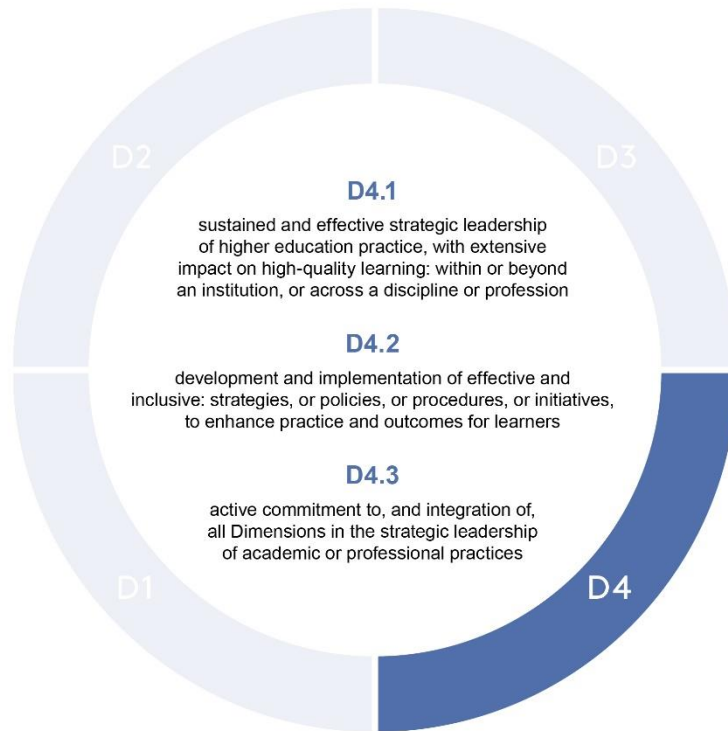 D2
D3
D4.1
sustained and effective strategic leadership
of higher education practice, with extensive
impact on high-quality learning: within or beyond
an institution, or across a discipline or profession
D4.2
development and implementation of effective and
inclusive: strategies, or policies, or procedures, or initiatives,
to enhance practice and outcomes for learners
D4.3
active commitment to, and integration of,
all Dimensions in the strategic leadership
of academic or professional practices
D1
D4